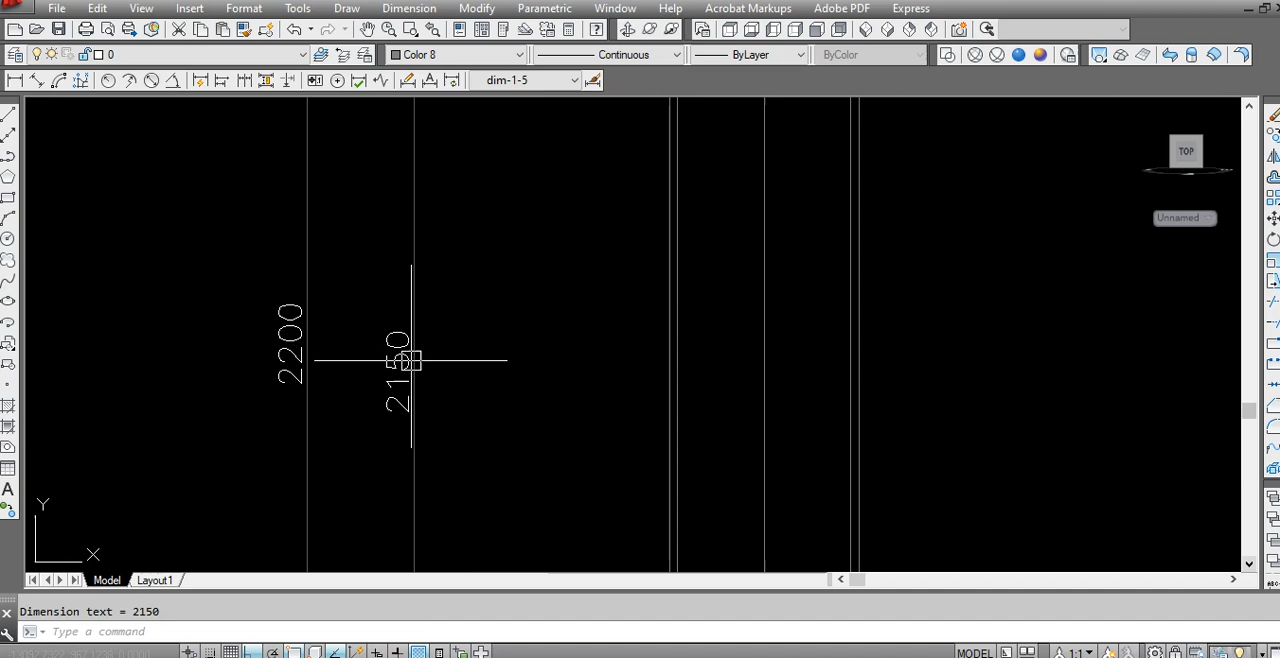 File Edit View Insert Format Tools Draw Dimension Modify Parametric Window Help Acrobat Markups Adobe PDF Express
0 Color 8 Continuous ByLayer ByColor
dim-1-5
TOP
Unnamed
2200
2150
Y
X
Model Layout1
Dimension text = 2150
Type a command
MODEL 1:1